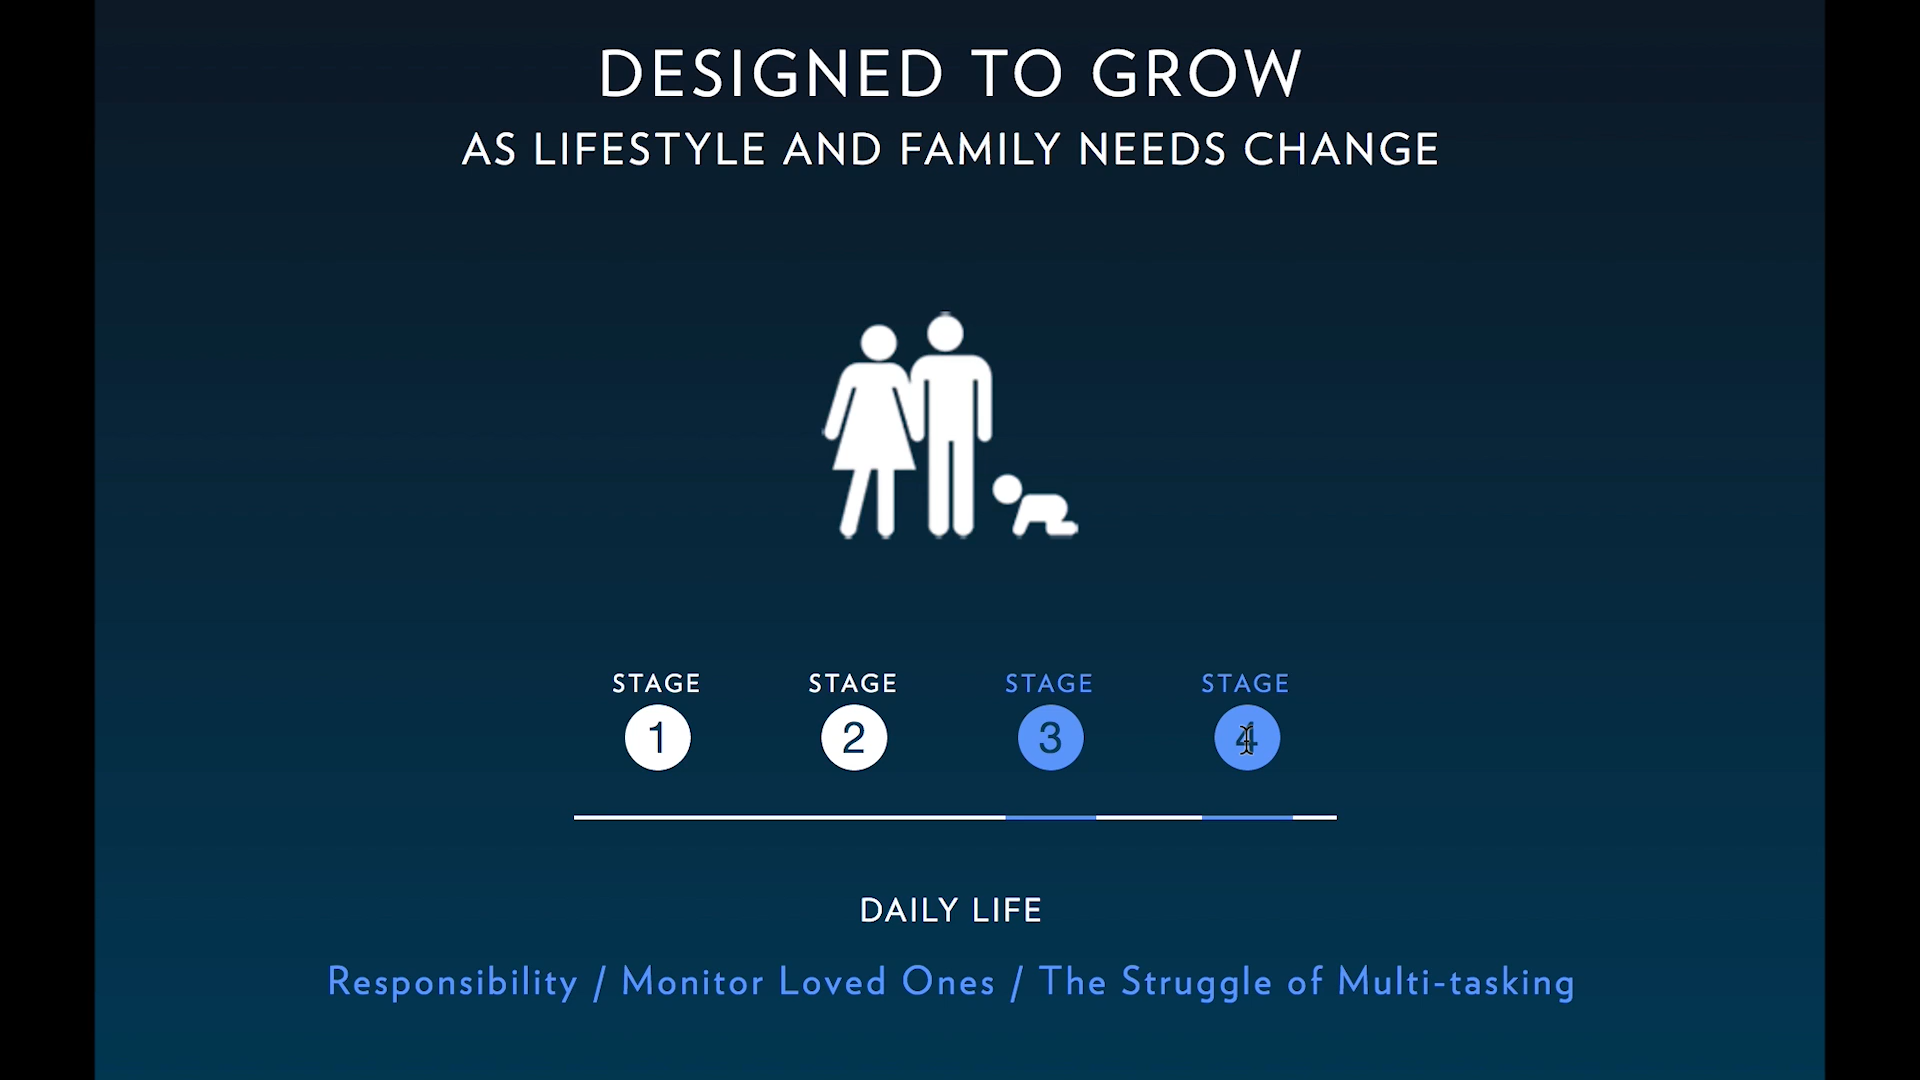 DESIGNED TO GROW
AS LIFESTYLE AND FAMILY NEEDS CHANGE
STAGE STAGE STAGE STAGE
1 2 3 4
DAILY LIFE
Responsibility / Monitor Loved Ones / The Struggle of Multi-tasking